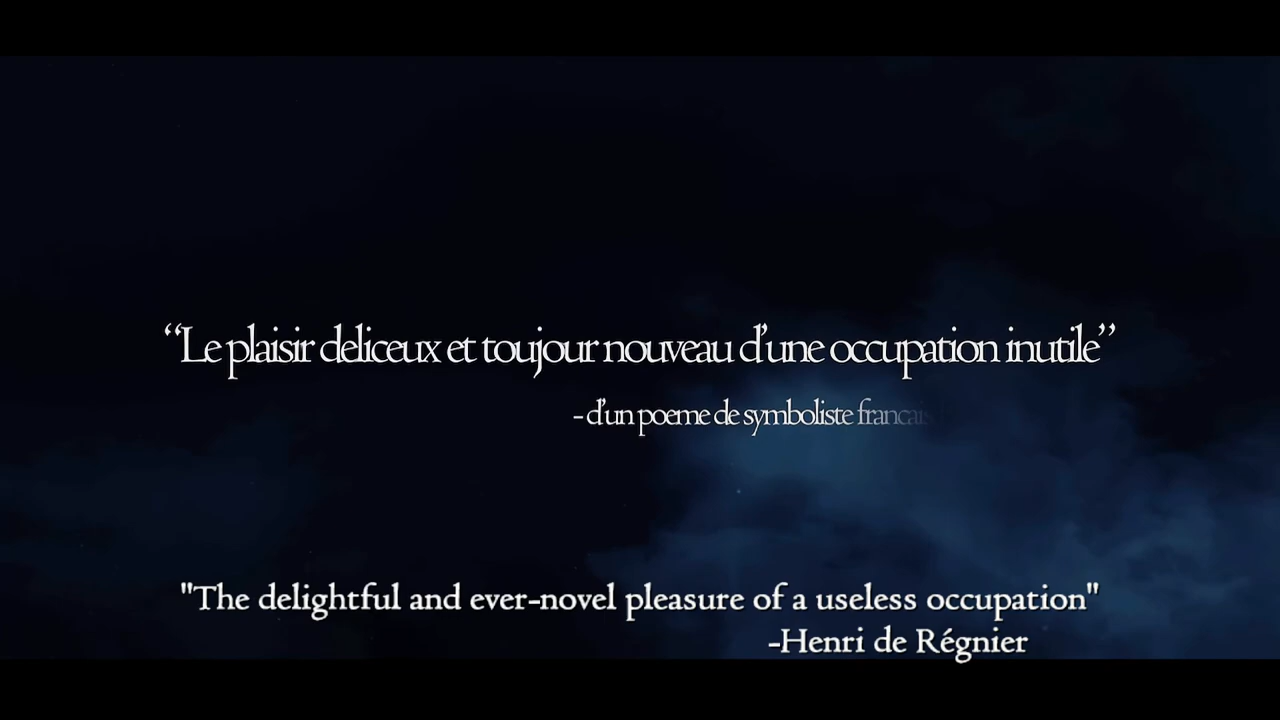 “Le plaisir deliceux et toujour nouveau d’une occupation inutile”
- d’un poeme de symboliste francais
"The delightful and ever-novel pleasure of a useless occupation"
-Henri de Régnier